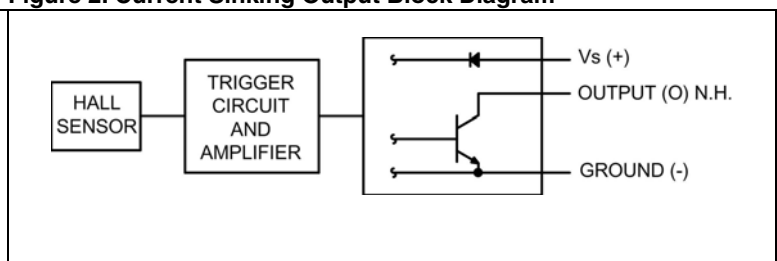 Figure 2. Current Sinking Output Block Diagram
HALL
SENSOR
TRIGGER
CIRCUIT
AND
AMPLIFIER
Vs (+)
OUTPUT (O) N.H.
GROUND (-)